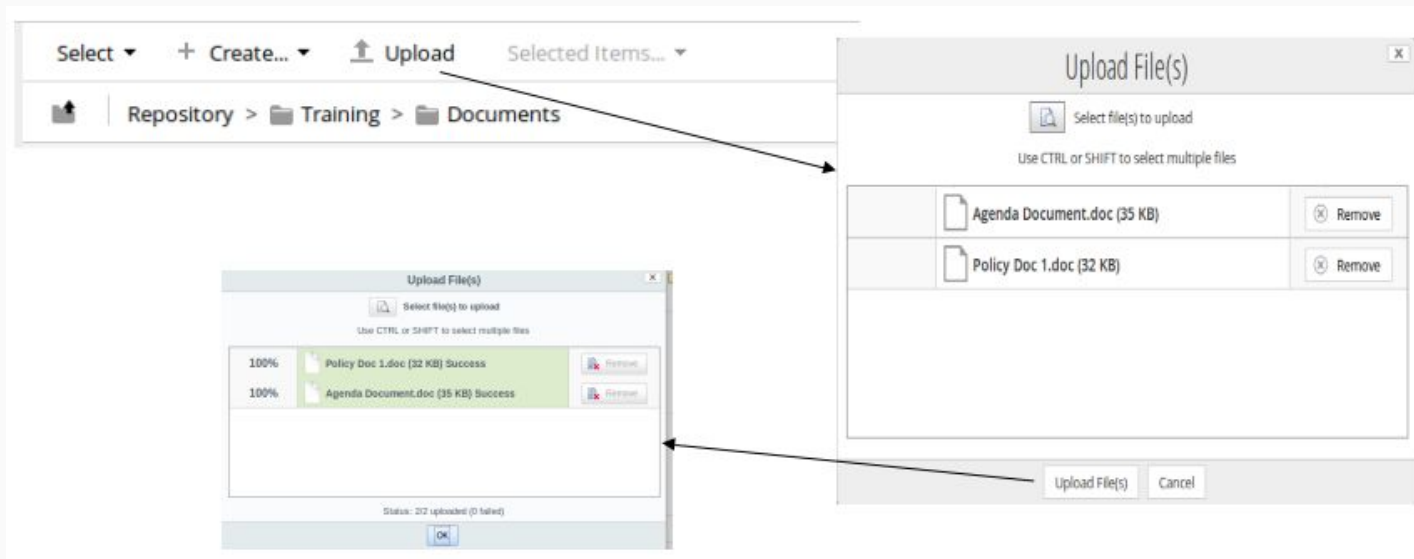 Select Create... Upload Selected Items...
Repository > Training > Documents
Upload File(s) x
Select file(s) to upload
Use CTRL or SHIFT to select multiple files
Agenda Document.doc (35 KB) Remove
Policy Doc 1.doc (32 KB) Remove
Upload File(s) Cancel
Upload File(s) x
Select file(s) to upload
Use CTRL or SHIFT to select multiple files
100% Policy Doc 1.doc (32 KB) Success Remove
100% Agenda Document.doc (35 KB) Success Remove
Status: 2/2 uploaded (0 failed)
OK